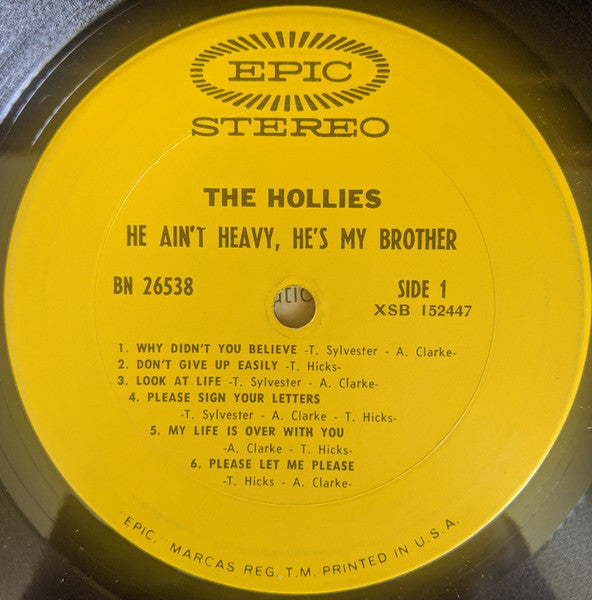 EPIC
STEREO
THE HOLLIES
HE AIN'T HEAVY, HE'S MY BROTHER
BN 26538
SIDE 1
XSB 152447
1. WHY DIDN'T YOU BELIEVE -T. Sylvester - A. Clarke-
2. DON'T GIVE UP EASILY -T. Hicks-
3. LOOK AT LIFE -T. Sylvester - A. Clarke-
4. PLEASE SIGN YOUR LETTERS
-T. Sylvester - A. Clarke - T. Hicks-
5. MY LIFE IS OVER WITH YOU
-A. Clarke - T. Hicks-
6. PLEASE LET ME PLEASE
-T. Hicks - A. Clarke-
"EPIC," MARCAS REG. T.M. PRINTED IN U.S.A.